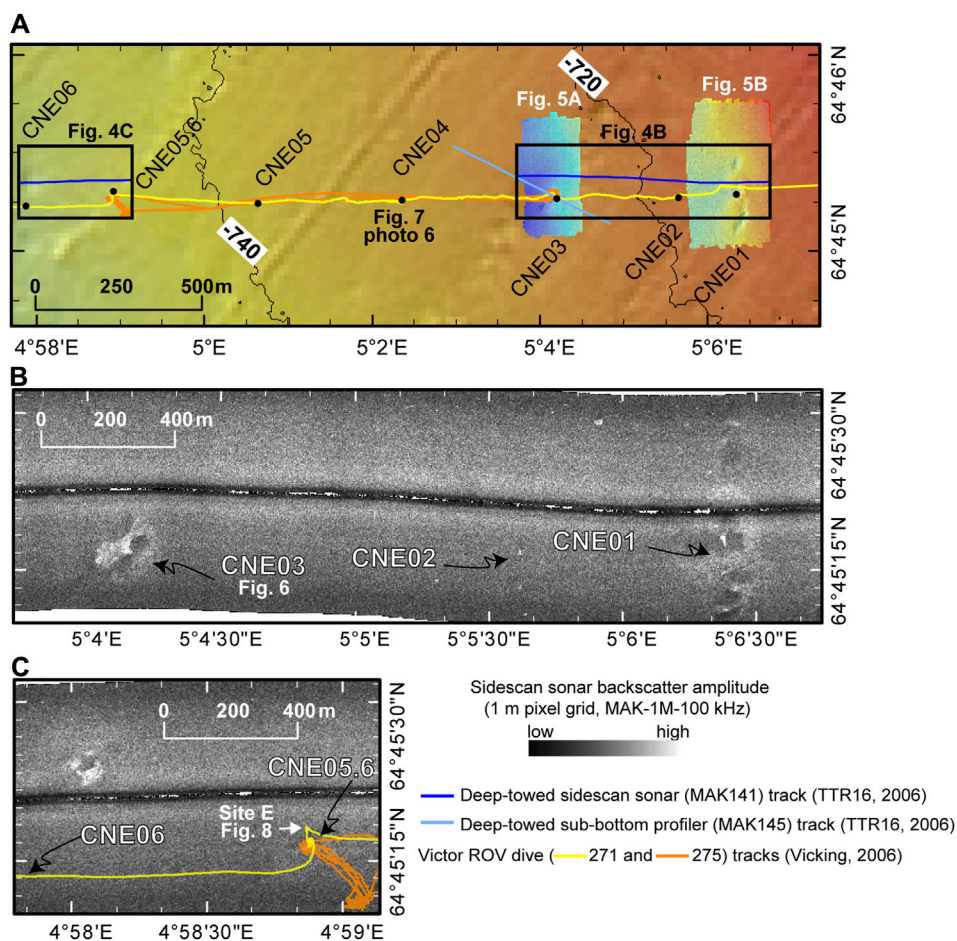 A
CNE06
Fig. 4C
CNE05.6
CNE05
CNE04
-720
Fig. 5A
Fig. 4B
Fig. 5B
64°46'N
Fig. 7
photo 6
-740
CNE03
CNE02
CNE01
64°45'N
0 250 500m
4°58'E 5°E 5°2'E 5°4'E 5°6'E
B
0 200 400m
64°45'30"N
CNE03
Fig. 6
CNE02
CNE01
64°45'15"N
5°4'E 5°4'30"E 5°5'E 5°5'30"E 5°6'E 5°6'30"E
C
0 200 400m
64°45'30"N
CNE05.6
Site E
Fig. 8
CNE06
64°45'15"N
4°58'E 4°58'30"E 4°59'E
Sidescan sonar backscatter amplitude
(1 m pixel grid, MAK-1M-100 kHz)
low high
Deep-towed sidescan sonar (MAK141) track (TTR16, 2006)
Deep-towed sub-bottom profiler (MAK145) track (TTR16, 2006)
Victor ROV dive ( 271 and 275) tracks (Vicking, 2006)